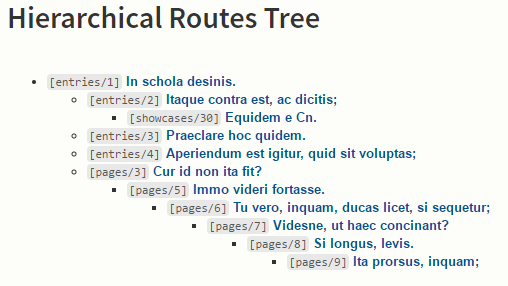 Hierarchical Routes Tree
[entries/1] In schola desinis.
[entries/2] Itaque contra est, ac dicitis;
[showcases/30] Equidem e Cn.
[entries/3] Praeclare hoc quidem.
[entries/4] Aperiendum est igitur, quid sit voluptas;
[pages/3] Cur id non ita fit?
[pages/5] Immo videri fortasse.
[pages/6] Tu vero, inquam, ducas licet, si sequetur;
[pages/7] Videsne, ut haec concinant?
[pages/8] Si longus, levis.
[pages/9] Ita prorsus, inquam;